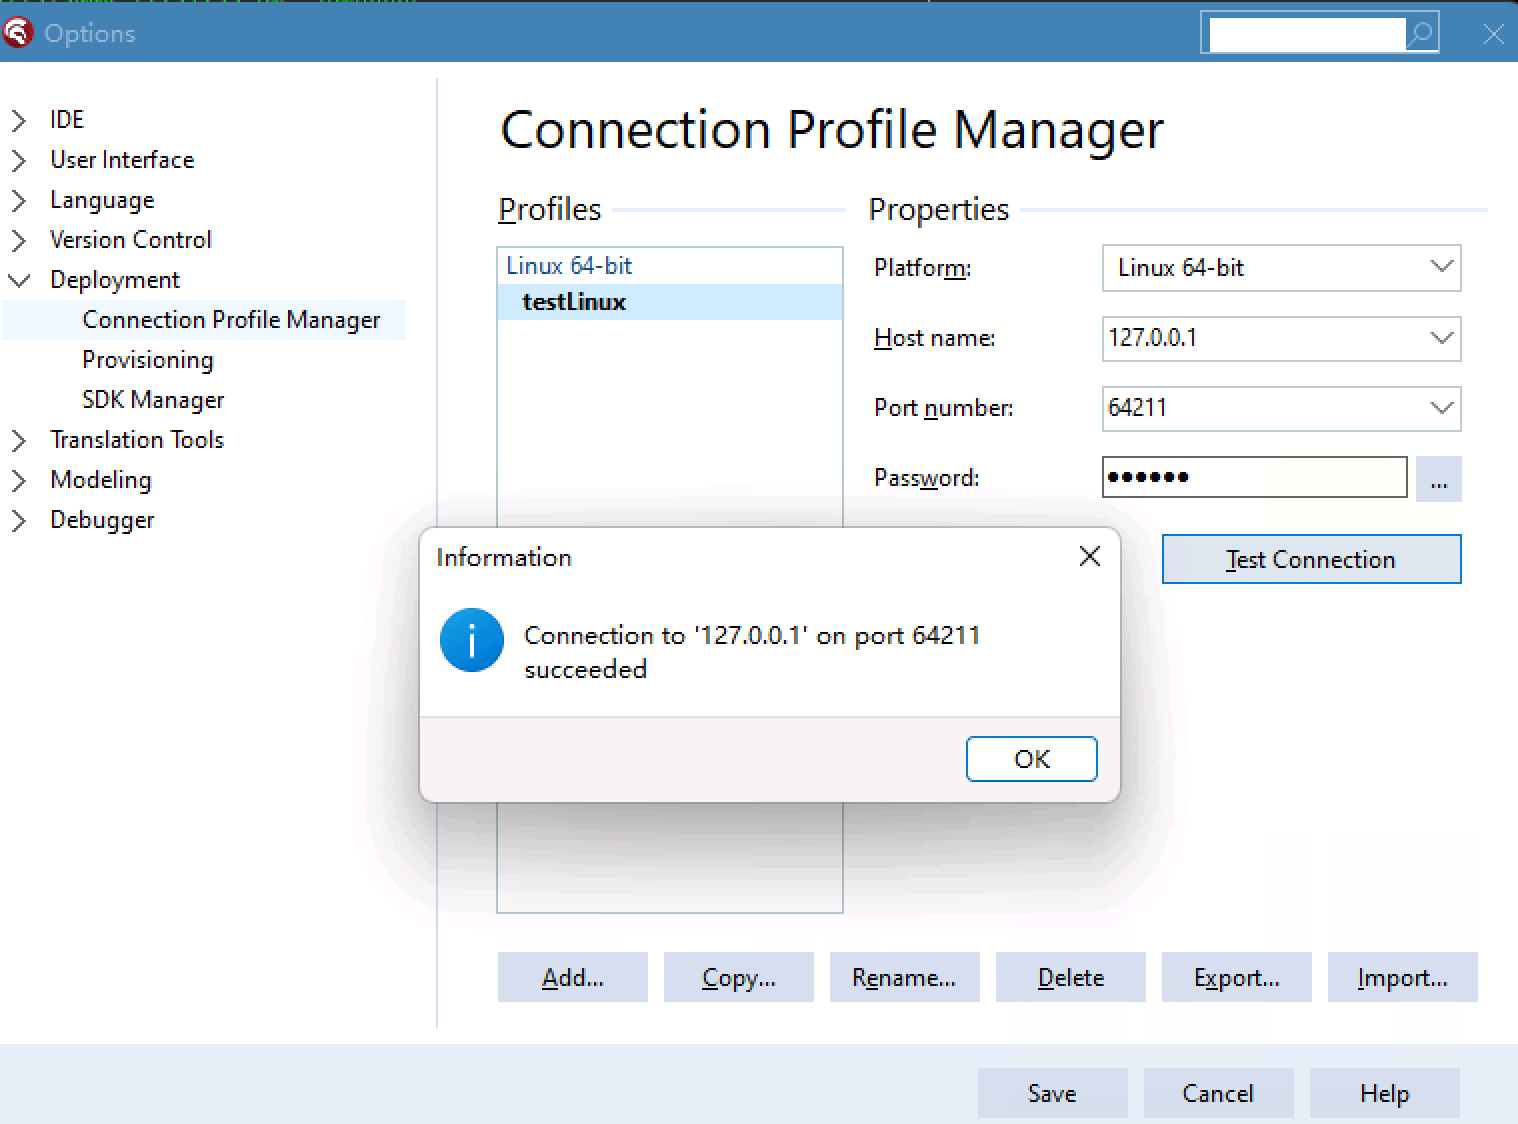 Options
IDE
User Interface
Language
Version Control
Deployment
Connection Profile Manager
Provisioning
SDK Manager
Translation Tools
Modeling
Debugger
Connection Profile Manager
Profiles
Linux 64-bit
testLinux
Properties
Platform: Linux 64-bit
Host name: 127.0.0.1
Port number: 64211
Password: ●●●●●● ...
Test Connection
Information
Connection to '127.0.0.1' on port 64211
succeeded
OK
Add... Copy... Rename... Delete Export... Import...
Save Cancel Help